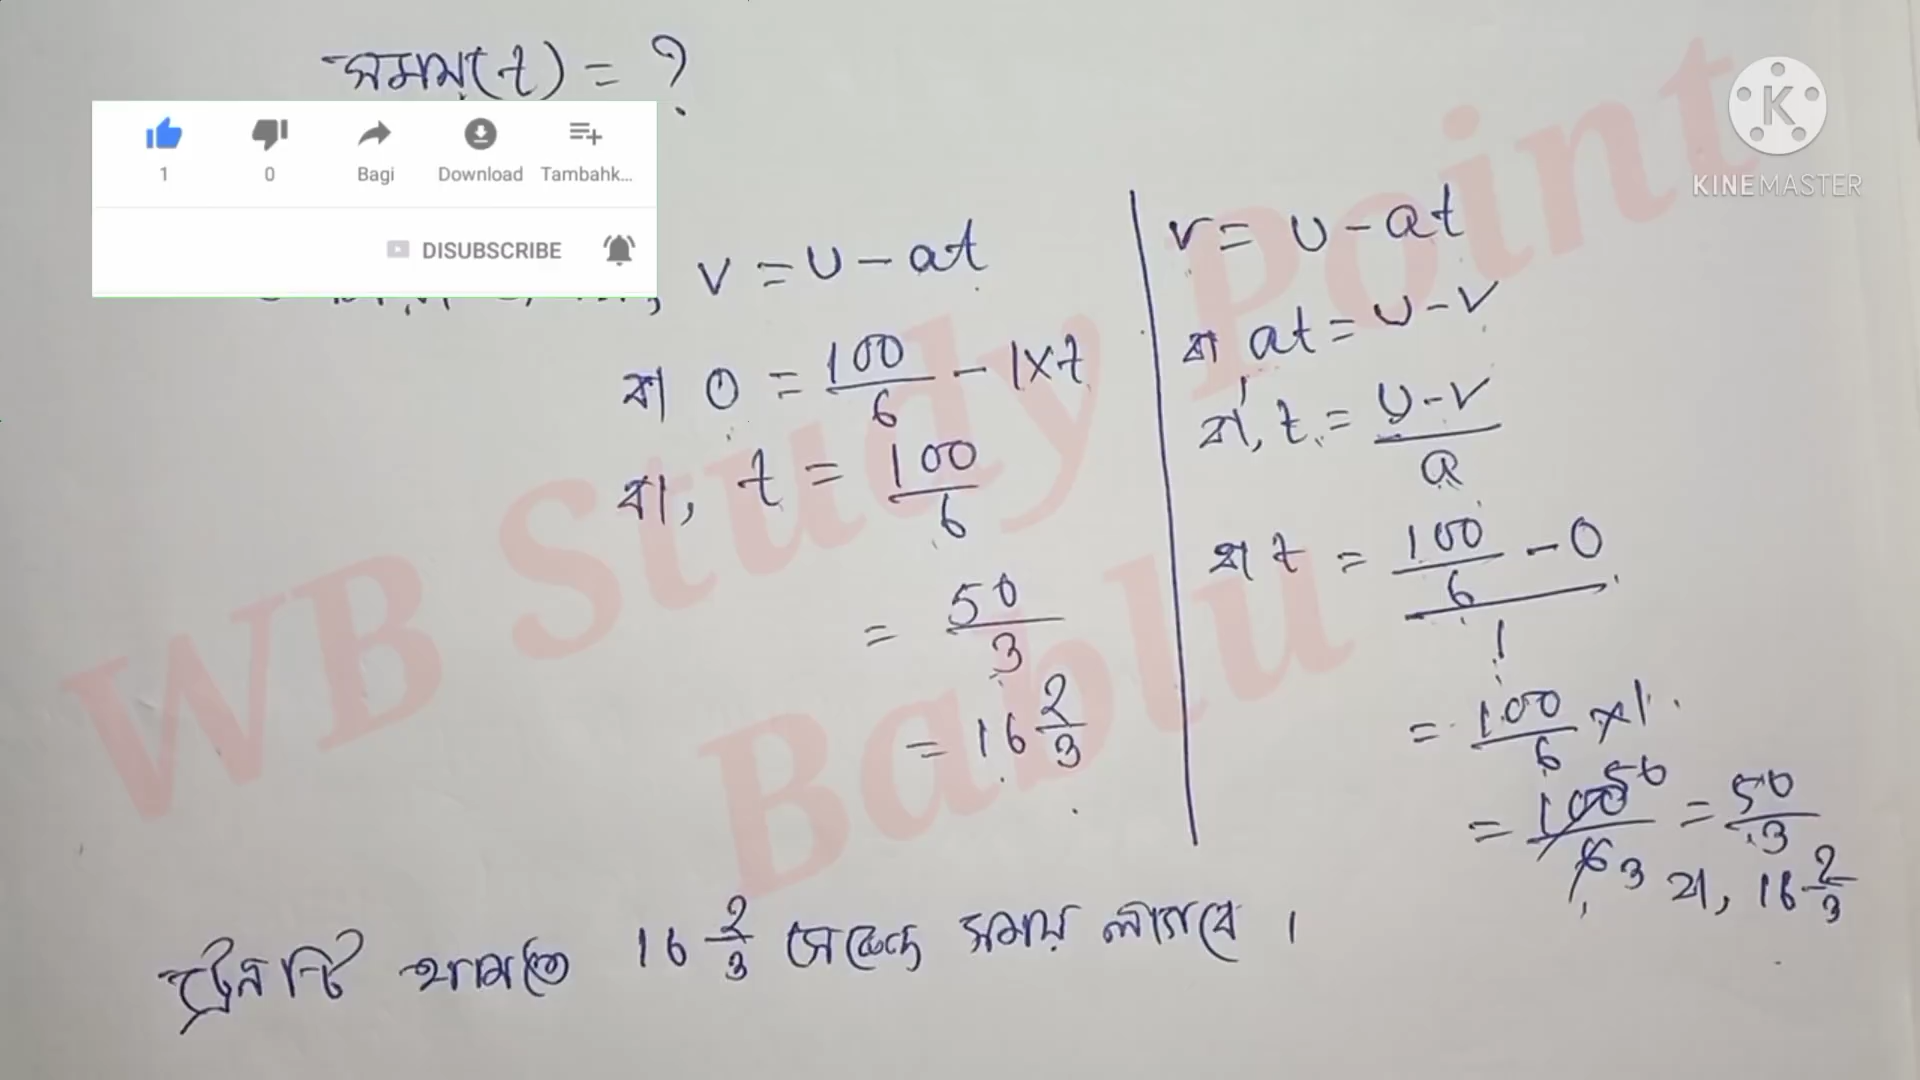 সময়(t) = ?
1 0 Bagi Download Tambahk...
DISUBSCRIBE
v = u - at
বা 0 = 100/6 - 1×t
বা, t = 100/6
= 50/3
= 16 2/3
v = u - at
বা at = u - v
বা, t = u-v/a
বা t = 100/6 - 0 / 1
= 100/6 × 1
= 100/6 50 3 = 50/3
বা, 16 2/3
ট্রেনটি থামতে 16 2/3 সেকেন্ড সময় লাগবে ।
KINEMASTER
WB Study Point
Bablu